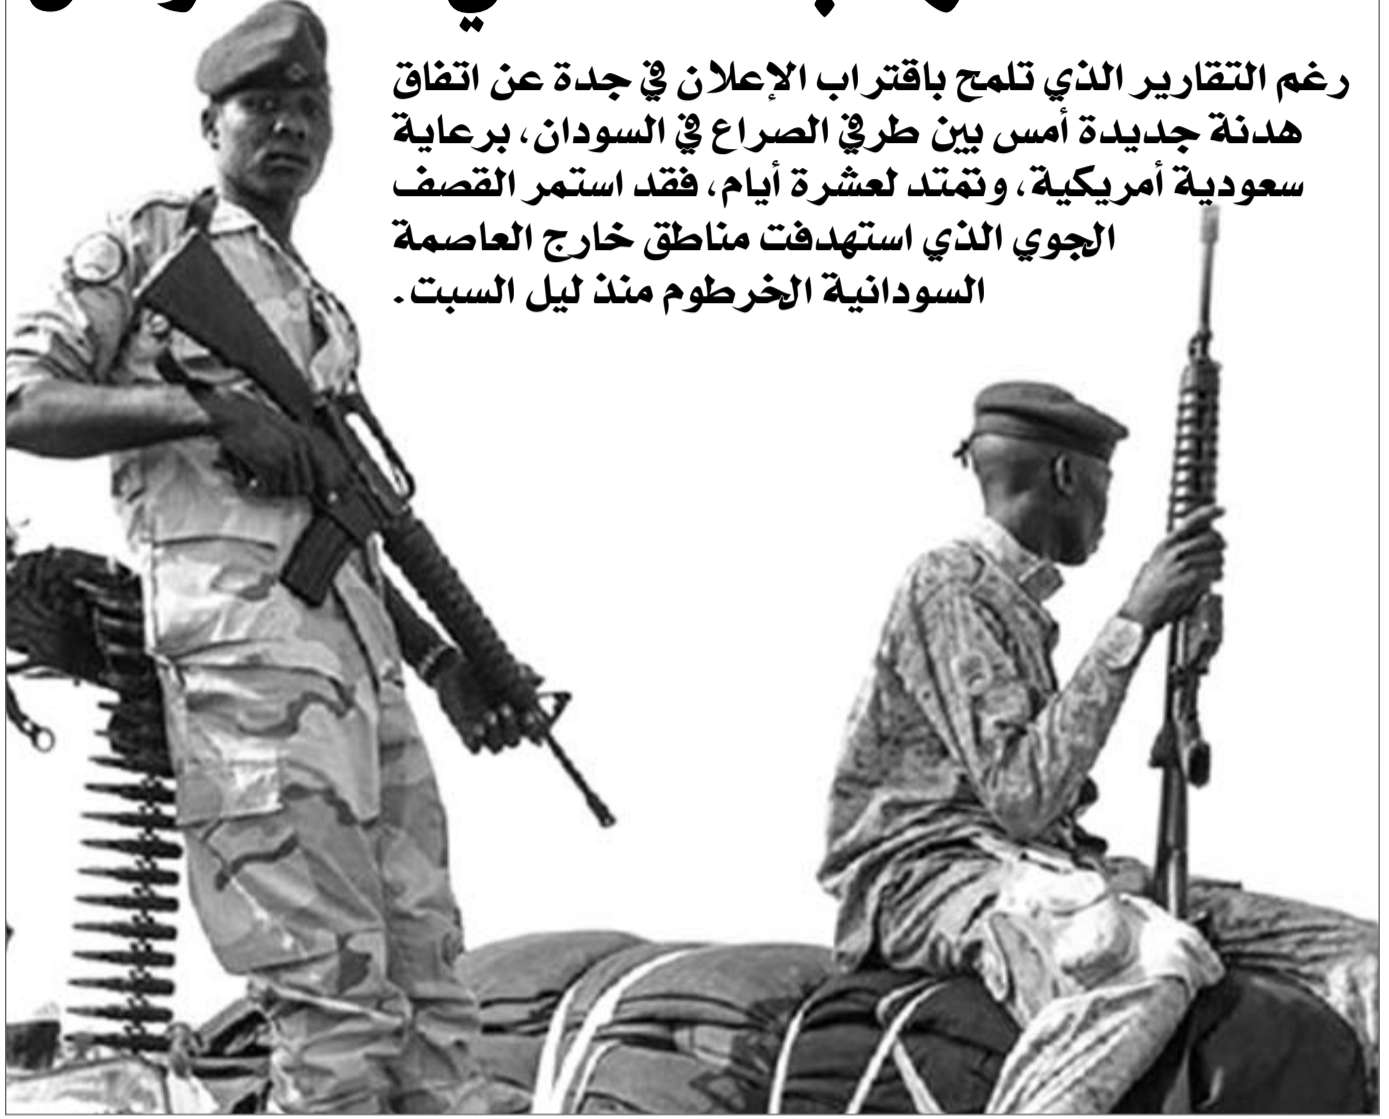 رغم التقارير الذي تلمح باقتراب الإعلان في جدة عن اتفاق
هدنة جديدة أمس بين طرفي الصراع في السودان، برعاية
سعودية أمريكية، وتمتد لعشرة أيام، فقد استمر القصف
الجوي الذي استهدفت مناطق خارج العاصمة
السودانية الخرطوم منذ ليل السبت.